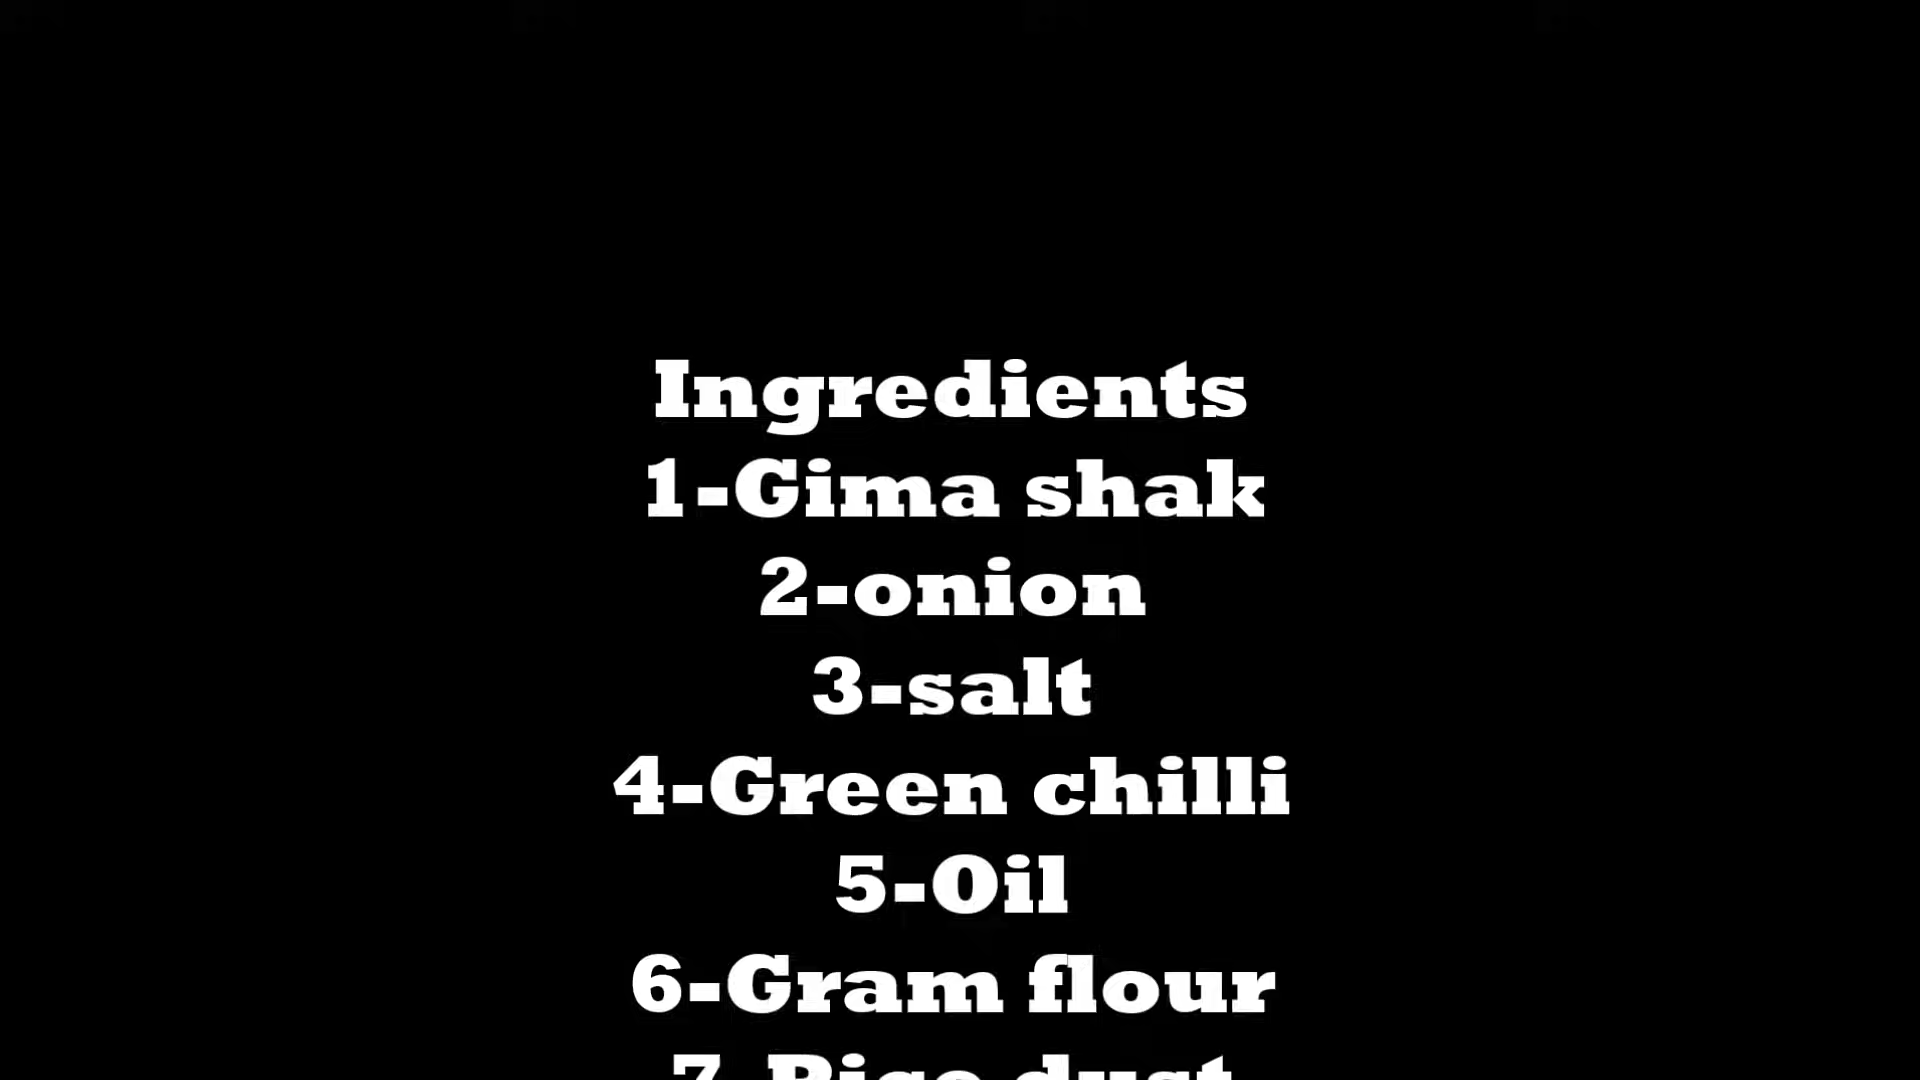 Ingredients
1-Gima shak
2-onion
3-salt
4-Green chilli
5-Oil
6-Gram flour
7-Rice dust